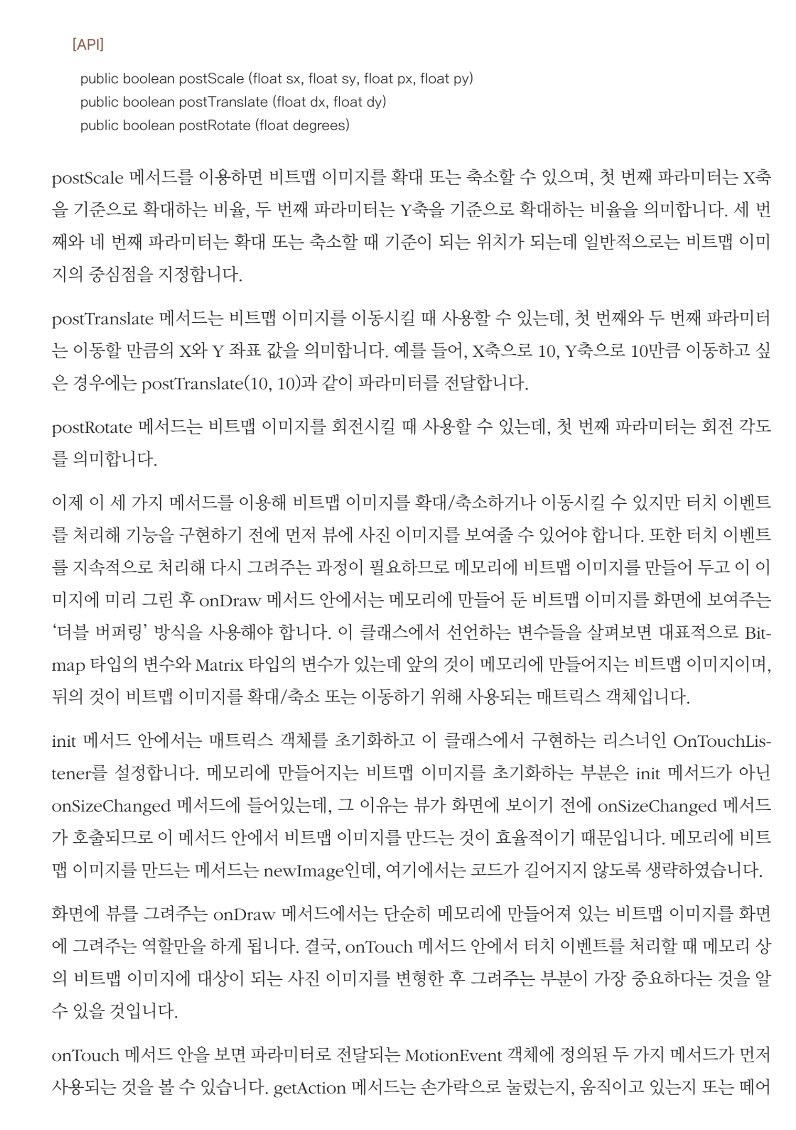 [API]
public boolean postScale (float sx, float sy, float px, float py)
public boolean postTranslate (float dx, float dy)
public boolean postRotate (float degrees)
postScale 메서드를 이용하면 비트맵 이미지를 확대 또는 축소할 수 있으며, 첫 번째 파라미터는 X축
을 기준으로 확대하는 비율, 두 번째 파라미터는 Y축을 기준으로 확대하는 비율을 의미합니다. 세 번
째와 네 번째 파라미터는 확대 또는 축소할 때 기준이 되는 위치가 되는데 일반적으로는 비트맵 이미
지의 중심점을 지정합니다.
postTranslate 메서드는 비트맵 이미지를 이동시킬 때 사용할 수 있는데, 첫 번째와 두 번째 파라미터
는 이동할 만큼의 X와 Y 좌표 값을 의미합니다. 예를 들어, X축으로 10, Y축으로 10만큼 이동하고 싶
은 경우에는 postTranslate(10, 10)과 같이 파라미터를 전달합니다.
postRotate 메서드는 비트맵 이미지를 회전시킬 때 사용할 수 있는데, 첫 번째 파라미터는 회전 각도
를 의미합니다.
이제 이 세 가지 메서드를 이용해 비트맵 이미지를 확대/축소하거나 이동시킬 수 있지만 터치 이벤트
를 처리해 기능을 구현하기 전에 먼저 뷰에 사진 이미지를 보여줄 수 있어야 합니다. 또한 터치 이벤트
를 지속적으로 처리해 다시 그려주는 과정이 필요하므로 메모리에 비트맵 이미지를 만들어 두고 이 이
미지에 미리 그린 후 onDraw 메서드 안에서는 메모리에 만들어 둔 비트맵 이미지를 화면에 보여주는
‘더블 버퍼링’ 방식을 사용해야 합니다. 이 클래스에서 선언하는 변수들을 살펴보면 대표적으로 Bit-
map 타입의 변수와 Matrix 타입의 변수가 있는데 앞의 것이 메모리에 만들어지는 비트맵 이미지이며,
뒤의 것이 비트맵 이미지를 확대/축소 또는 이동하기 위해 사용되는 매트릭스 객체입니다.
init 메서드 안에서는 매트릭스 객체를 초기화하고 이 클래스에서 구현하는 리스너인 OnTouchLis-
tener를 설정합니다. 메모리에 만들어지는 비트맵 이미지를 초기화하는 부분은 init 메서드가 아닌
onSizeChanged 메서드에 들어있는데, 그 이유는 뷰가 화면에 보이기 전에 onSizeChanged 메서드
가 호출되므로 이 메서드 안에서 비트맵 이미지를 만드는 것이 효율적이기 때문입니다. 메모리에 비트
맵 이미지를 만드는 메서드는 newImage인데, 여기에서는 코드가 길어지지 않도록 생략하였습니다.
화면에 뷰를 그려주는 onDraw 메서드에서는 단순히 메모리에 만들어져 있는 비트맵 이미지를 화면
에 그려주는 역할만을 하게 됩니다. 결국, onTouch 메서드 안에서 터치 이벤트를 처리할 때 메모리 상
의 비트맵 이미지에 대상이 되는 사진 이미지를 변형한 후 그려주는 부분이 가장 중요하다는 것을 알
수 있을 것입니다.
onTouch 메서드 안을 보면 파라미터로 전달되는 MotionEvent 객체에 정의된 두 가지 메서드가 먼저
사용되는 것을 볼 수 있습니다. getAction 메서드는 손가락으로 눌렀는지, 움직이고 있는지 또는 떼어